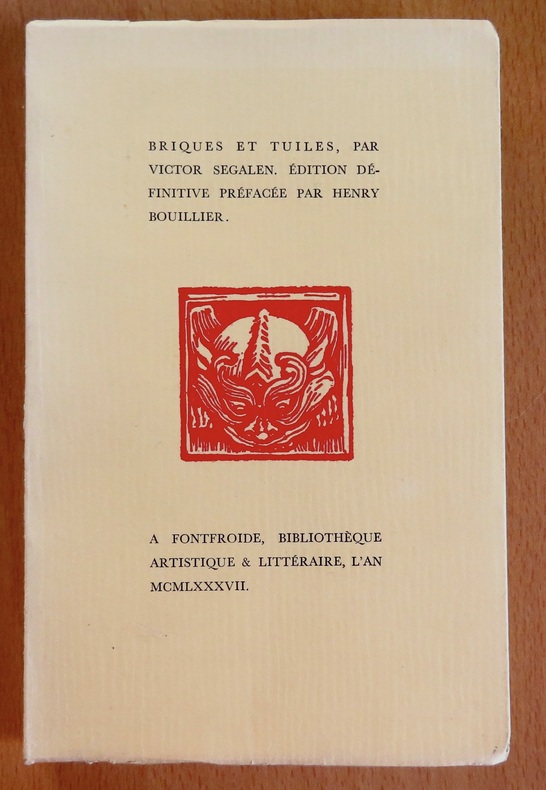 BRIQUES ET TUILES, PAR
VICTOR SEGALEN. ÉDITION DÉ-
FINITIVE PRÉFACÉE PAR HENRY
BOUILLIER.
A FONTFROIDE, BIBLIOTHÈQUE
ARTISTIQUE & LITTÉRAIRE, L'AN
MCMLXXXVII.